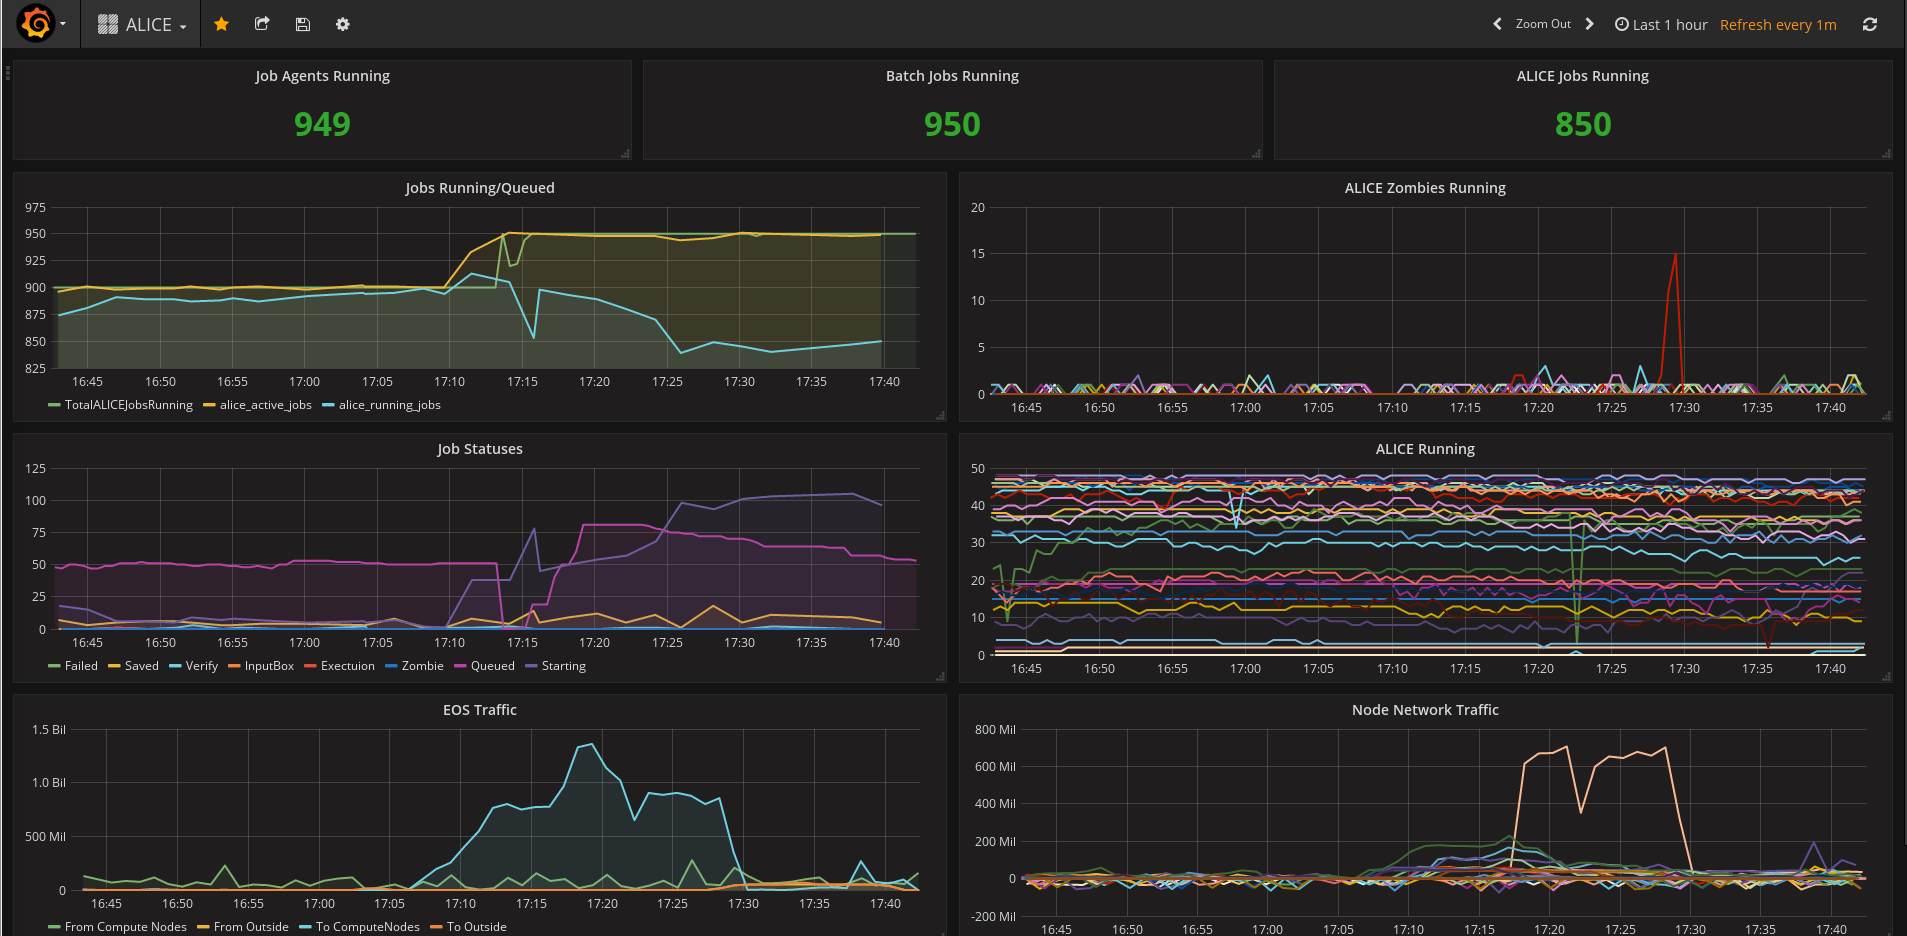 ALICE
Zoom Out
Last 1 hour
Refresh every 1m
Job Agents Running
949
Batch Jobs Running
950
ALICE Jobs Running
850
Jobs Running/Queued
975
950
925
900
875
850
825
16:45 16:50 16:55 17:00 17:05 17:10 17:15 17:20 17:25 17:30 17:35 17:40
TotalALICEJobsRunning alice_active_jobs alice_running_jobs
ALICE Zombies Running
20
15
10
5
0
16:45 16:50 16:55 17:00 17:05 17:10 17:15 17:20 17:25 17:30 17:35 17:40
Job Statuses
125
100
75
50
25
0
16:45 16:50 16:55 17:00 17:05 17:10 17:15 17:20 17:25 17:30 17:35 17:40
Failed Saved Verify InputBox Exectuion Zombie Queued Starting
ALICE Running
50
40
30
20
10
0
16:45 16:50 16:55 17:00 17:05 17:10 17:15 17:20 17:25 17:30 17:35 17:40
EOS Traffic
1.5 Bil
1.0 Bil
500 Mil
0
16:45 16:50 16:55 17:00 17:05 17:10 17:15 17:20 17:25 17:30 17:35 17:40
From Compute Nodes From Outside To ComputeNodes To Outside
Node Network Traffic
800 Mil
600 Mil
400 Mil
200 Mil
0
-200 Mil
16:45 16:50 16:55 17:00 17:05 17:10 17:15 17:20 17:25 17:30 17:35 17:40